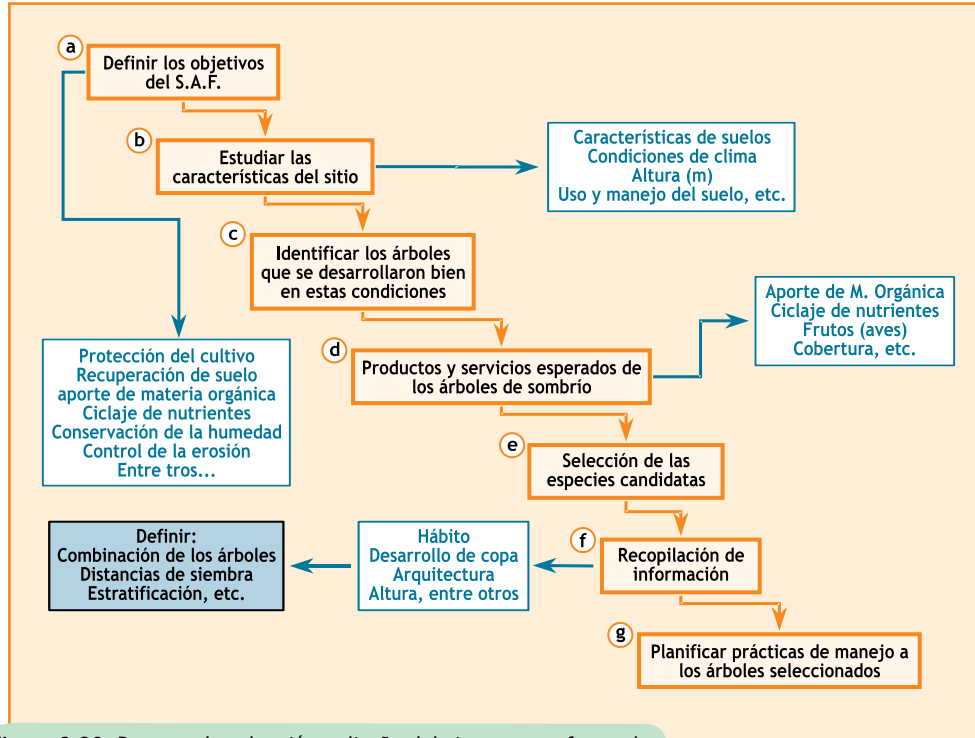 a
Definir los objetivos
del S.A.F.
b
Estudiar las
características del sitio
Características de suelos
Condiciones de clima
Altura (m)
Uso y manejo del suelo, etc.
c
Identificar los árboles
que se desarrollaron bien
en estas condiciones
d
Productos y servicios esperados de
los árboles de sombrío
Aporte de M. Orgánica
Ciclaje de nutrientes
Frutos (aves)
Cobertura, etc.
Protección del cultivo
Recuperación de suelo
aporte de materia orgánica
Ciclaje de nutrientes
Conservación de la humedad
Control de la erosión
Entre tros...
e
Selección de las
especies candidatas
f
Recopilación de
información
Hábito
Desarrollo de copa
Arquitectura
Altura, entre otros
Definir:
Combinación de los árboles
Distancias de siembra
Estratificación, etc.
g
Planificar prácticas de manejo a
los árboles seleccionados